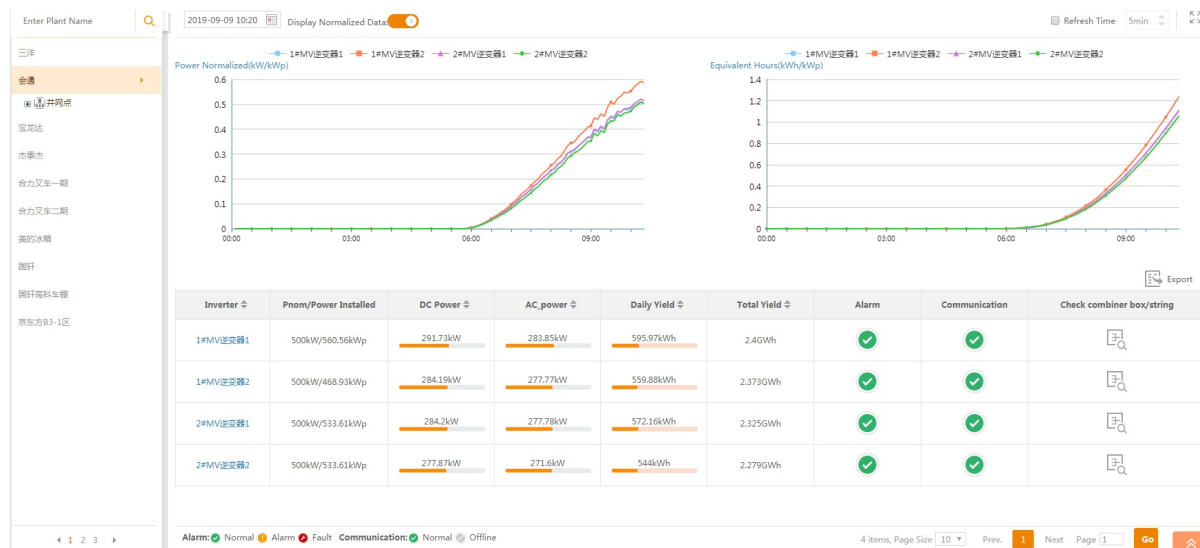 Enter Plant Name
2019-09-09 10:20
Display Normalized Data:
Refresh Time
5min
三洋
会通
并网点
宝龙达
杰事杰
合力叉车一期
合力叉车二期
美的冰箱
国轩
国轩高科车棚
京东方B3-1区
1 2 3
1#MV逆变器1 1#MV逆变器2 2#MV逆变器1 2#MV逆变器2
Power Normalized(kW/kWp)
0.6
0.5
0.4
0.3
0.2
0.1
0
00:00 03:00 06:00 09:00
1#MV逆变器1 1#MV逆变器2 2#MV逆变器1 2#MV逆变器2
Equivalent Hours(kWh/kWp)
1.4
1.2
1
0.8
0.6
0.4
0.2
0
00:00 03:00 06:00 09:00
Export
Inverter Pnom/Power Installed DC Power AC_power Daily Yield Total Yield Alarm Communication Check combiner box/string
1#MV逆变器1 500kW/560.56kWp 291.73kW 283.85kW 595.97kWh 2.4GWh
1#MV逆变器2 500kW/468.93kWp 284.19kW 277.77kW 559.88kWh 2.373GWh
2#MV逆变器1 500kW/533.61kWp 284.2kW 277.78kW 572.16kWh 2.325GWh
2#MV逆变器2 500kW/533.61kWp 277.87kW 271.6kW 544kWh 2.279GWh
Alarm: Normal Alarm Fault Communication: Normal Offline
4 items, Page Size 10 Prev. 1 Next Page 1 Go